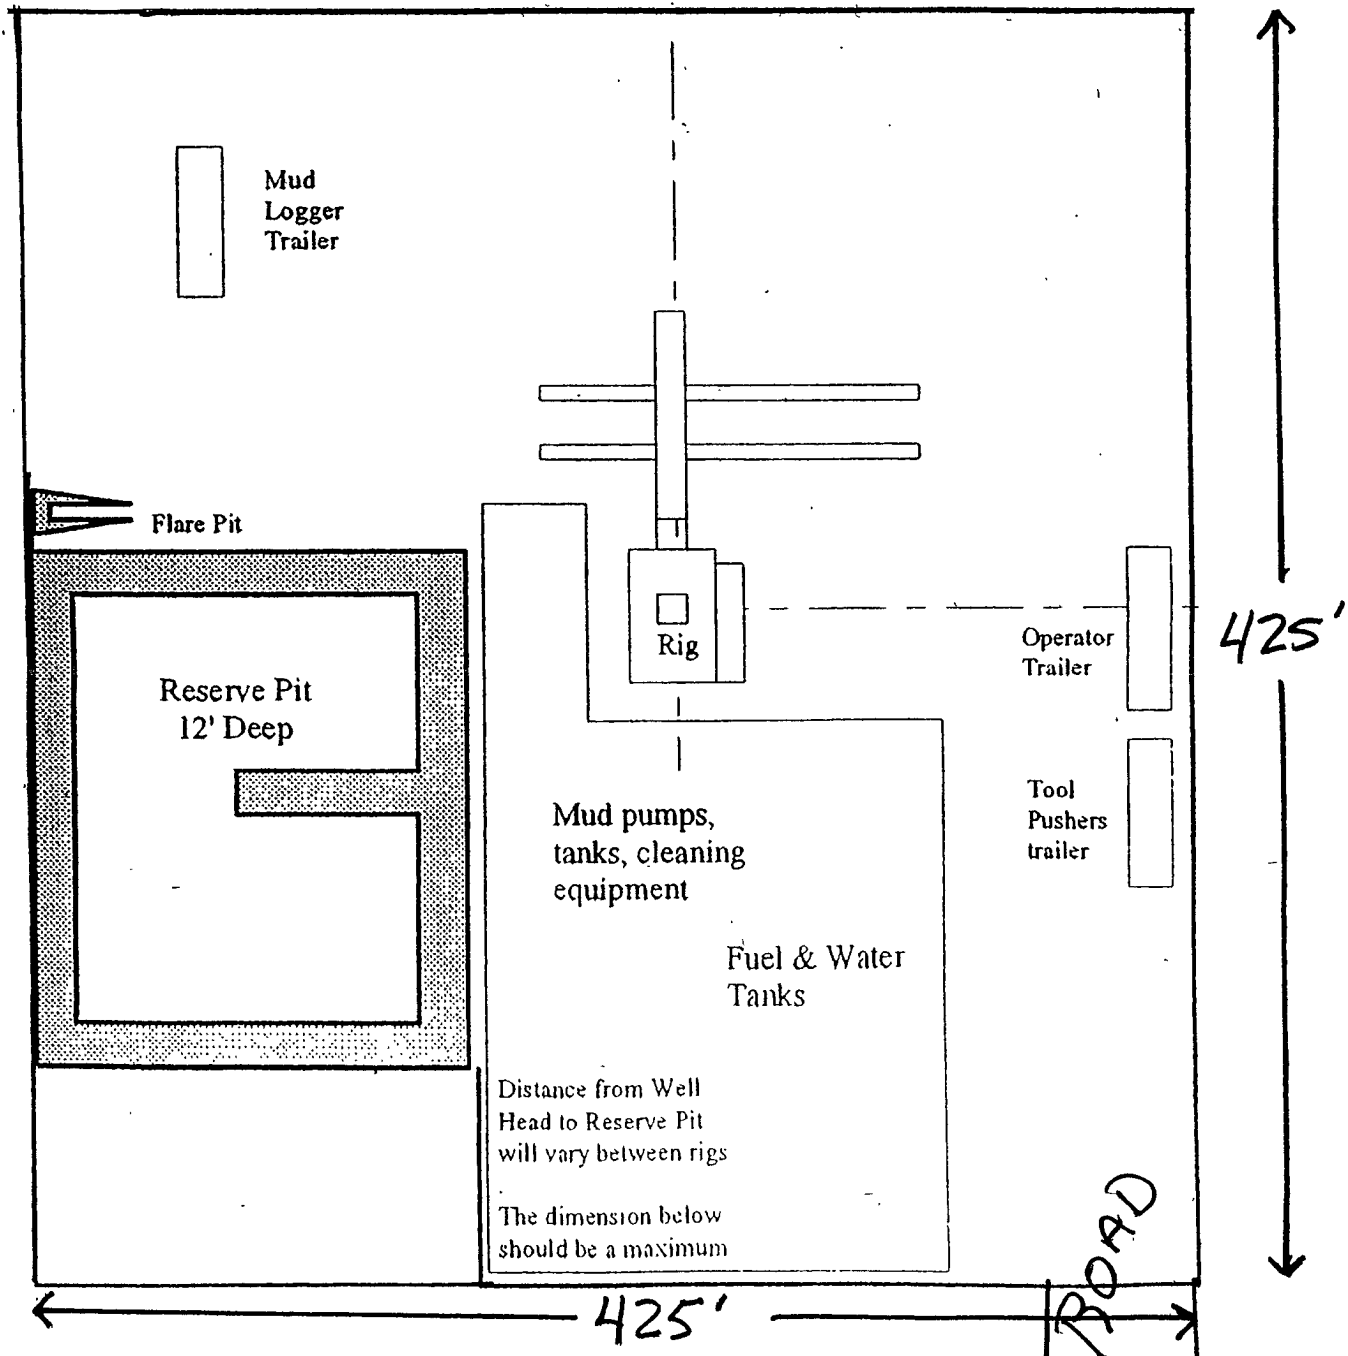 Mud
Logger
Trailer
Flare Pit
Reserve Pit
12' Deep
Rig
Operator
Trailer
425'
Tool
Pushers
trailer
Mud pumps,
tanks, cleaning
equipment
Fuel & Water
Tanks
Distance from Well
Head to Reserve Pit
will vary between rigs
The dimension below
should be a maximum
ROAD
425'